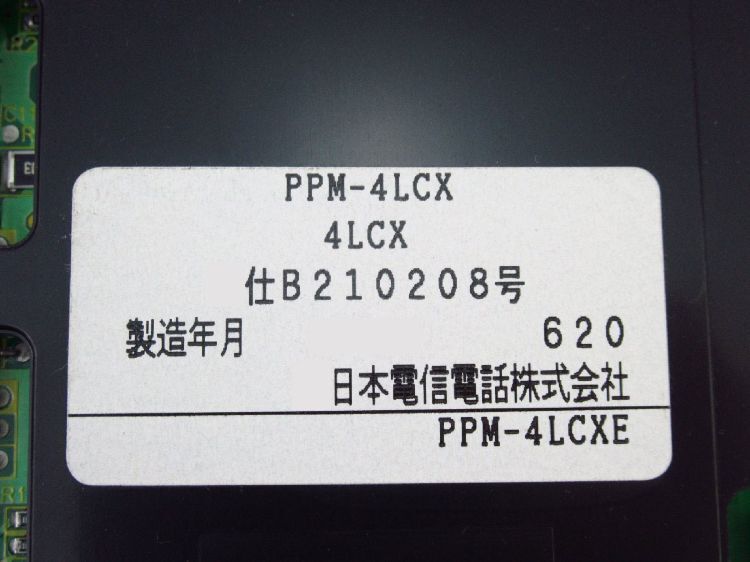 PPM-4LCX
4LCX
仕B210208号
製造年月 620
日本電信電話株式会社
PPM-4LCXE
R1